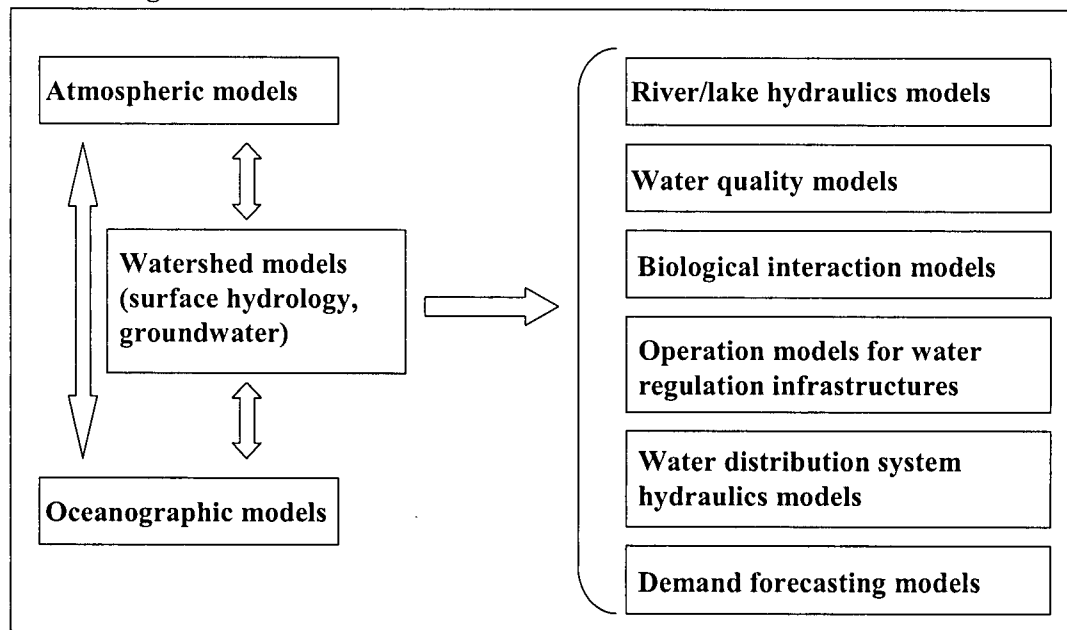 Atmospheric models
Watershed models
(surface hydrology,
groundwater)
Oceanographic models
River/lake hydraulics models
Water quality models
Biological interaction models
Operation models for water
regulation infrastructures
Water distribution system
hydraulics models
Demand forecasting models